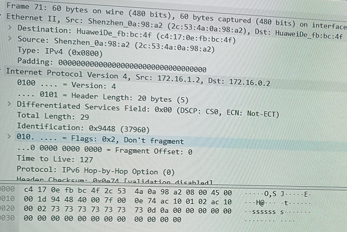 Frame 71: 60 bytes on wire (480 bits), 60 bytes captured (480 bits) on interface
Ethernet II, Src: Shenzhen_0a:98:a2 (2c:53:4a:0a:98:a2), Dst: HuaweiDe_fb:bc:4f
> Destination: HuaweiDe_fb:bc:4f (c4:17:0e:fb:bc:4f)
> Source: Shenzhen_0a:98:a2 (2c:53:4a:0a:98:a2)
Type: IPv4 (0x0800)
Padding: 0000000000000000000000000000000000
Internet Protocol Version 4, Src: 172.16.1.2, Dst: 172.16.0.2
0100 .... = Version: 4
.... 0101 = Header Length: 20 bytes (5)
> Differentiated Services Field: 0x00 (DSCP: CS0, ECN: Not-ECT)
Total Length: 29
Identification: 0x9448 (37960)
> 010. .... = Flags: 0x2, Don't fragment
...0 0000 0000 0000 = Fragment Offset: 0
Time to Live: 127
Protocol: IPv6 Hop-by-Hop Option (0)
Header Checksum: 0x0e74 [validation disabled]
0000 c4 17 0e fb bc 4f 2c 53 4a 0a 98 a2 08 00 45 00 ·····O,S J·····E·
0010 00 1d 94 48 40 00 7f 00 0e 74 ac 10 01 02 ac 10 ···H@··· ·t······
0020 00 02 73 73 73 73 73 73 73 0d 0a 00 00 00 00 00 ··ssssss s·······
0030 00 00 00 00 00 00 00 00 00 00 00 00